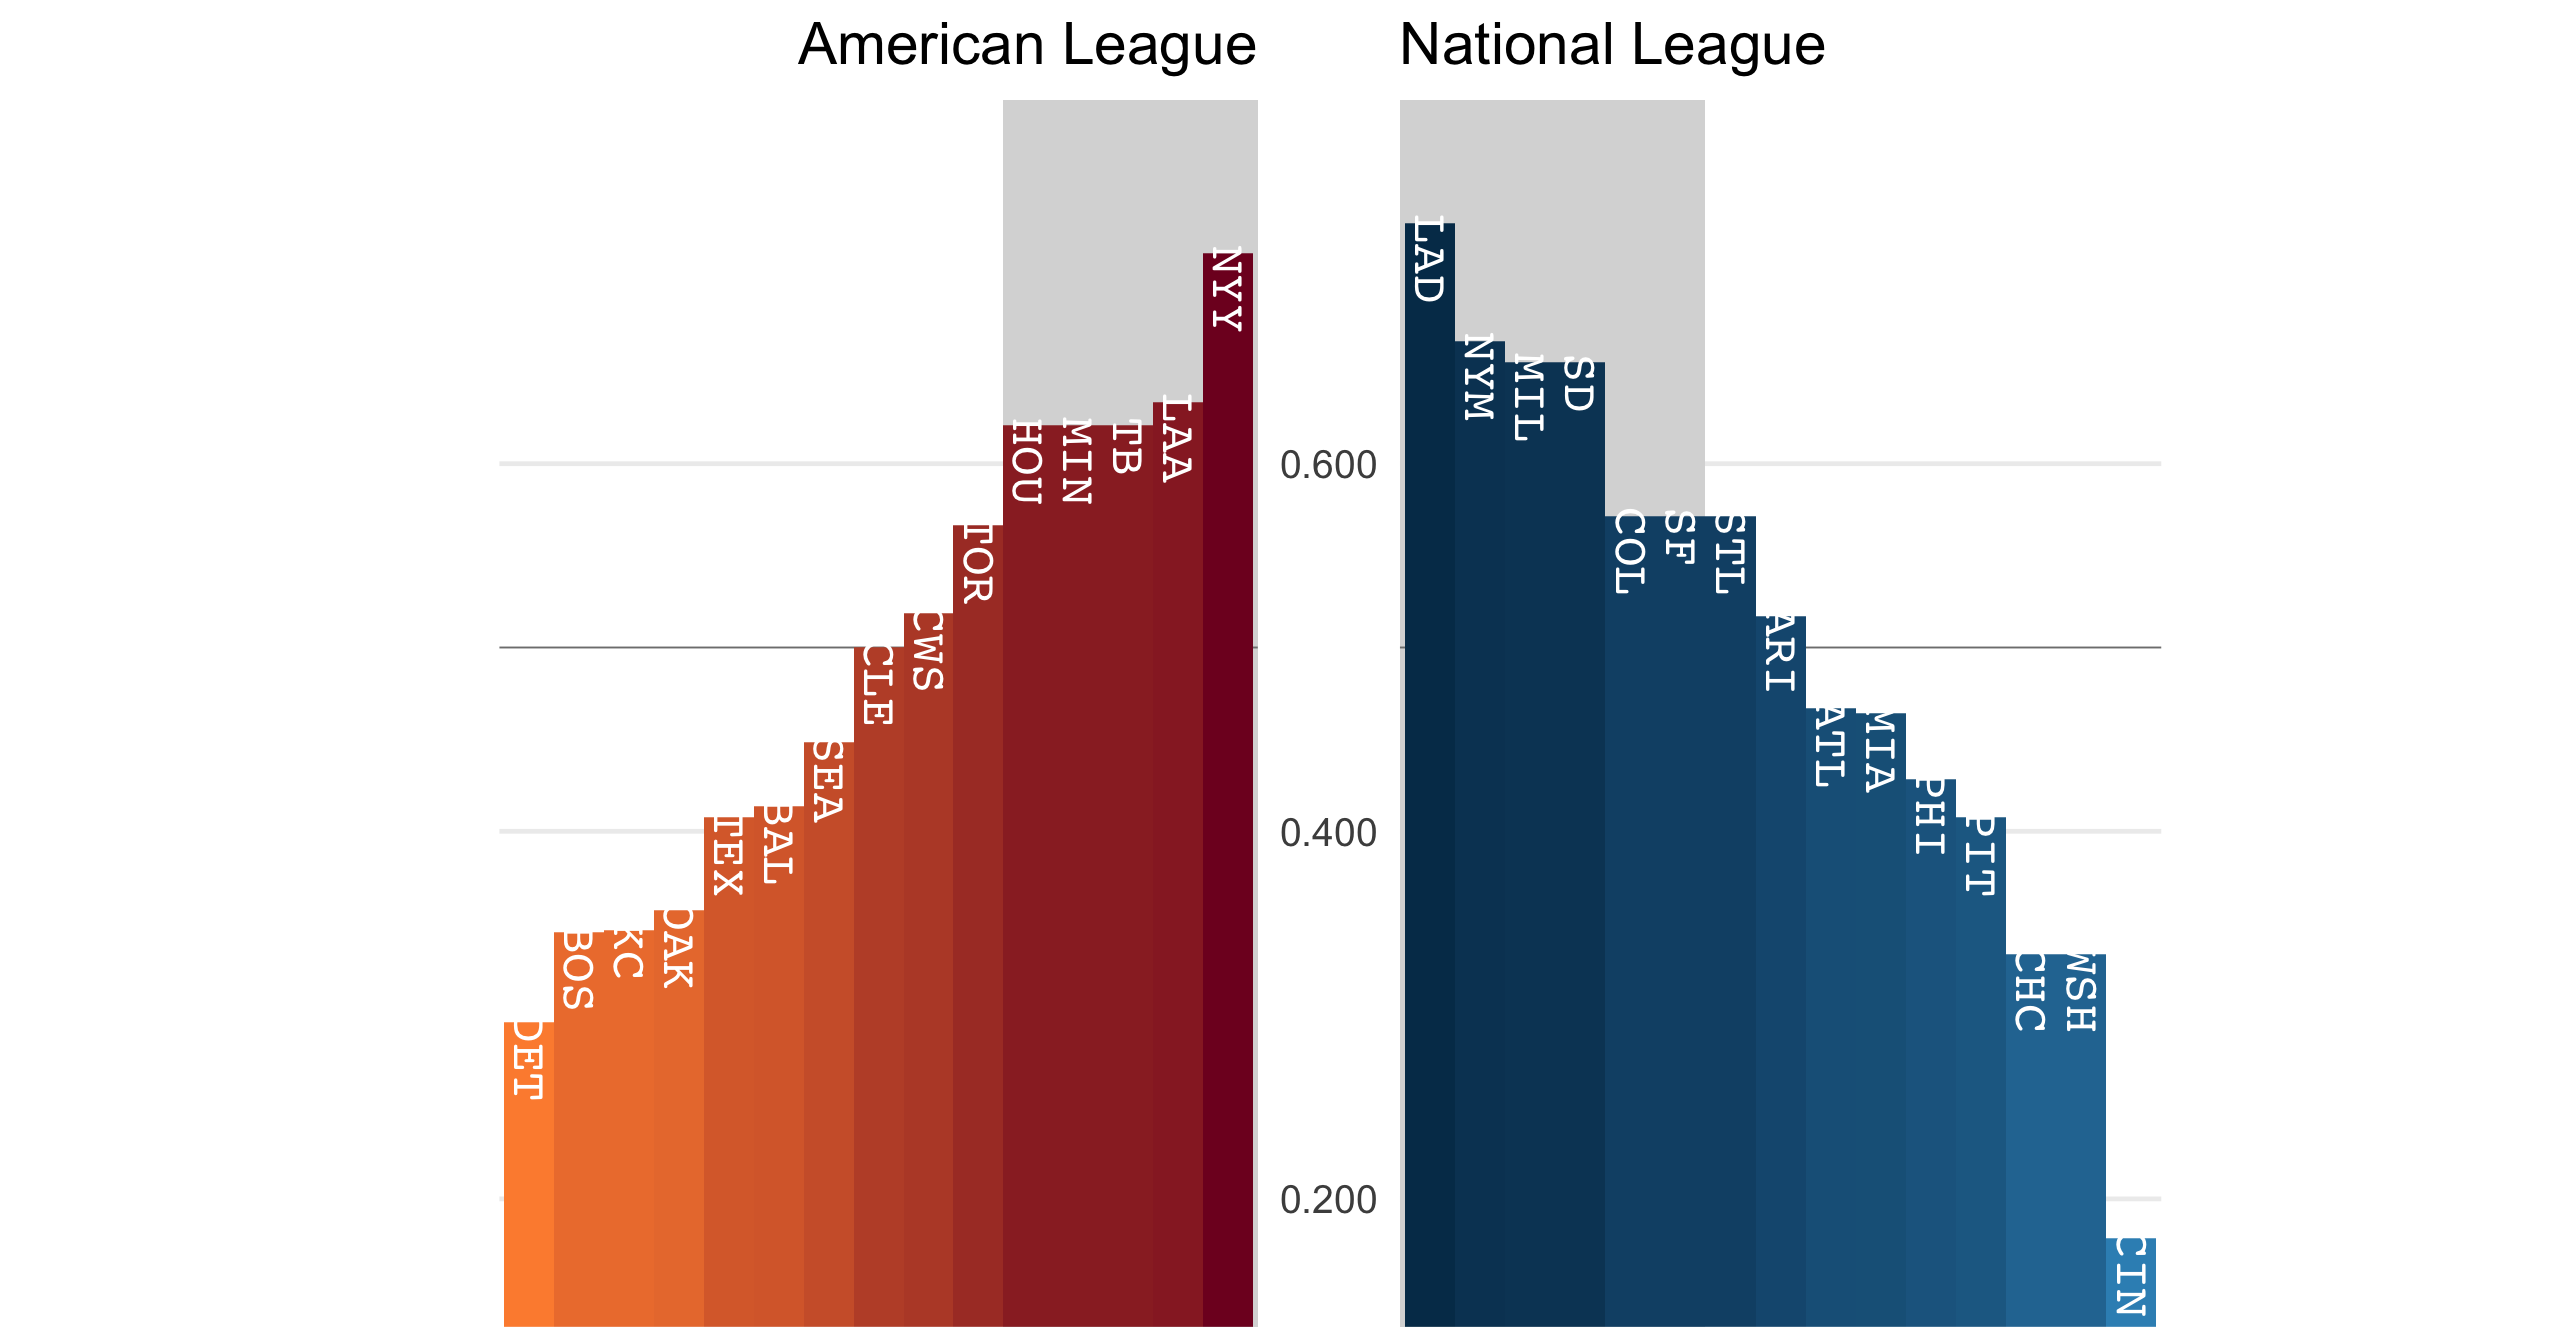 American League
National League
LAD
NYY
NYM
MIL
SD
LAA
HOU
MIN
TB
0.600
COL
SF
STL
TOR
ARI
CWS
CLE
ATL
MIA
SEA
PHI
BAL
TEX
PIT
0.400
OAK
KC
BOS
CHC
WSH
DET
0.200
CIN